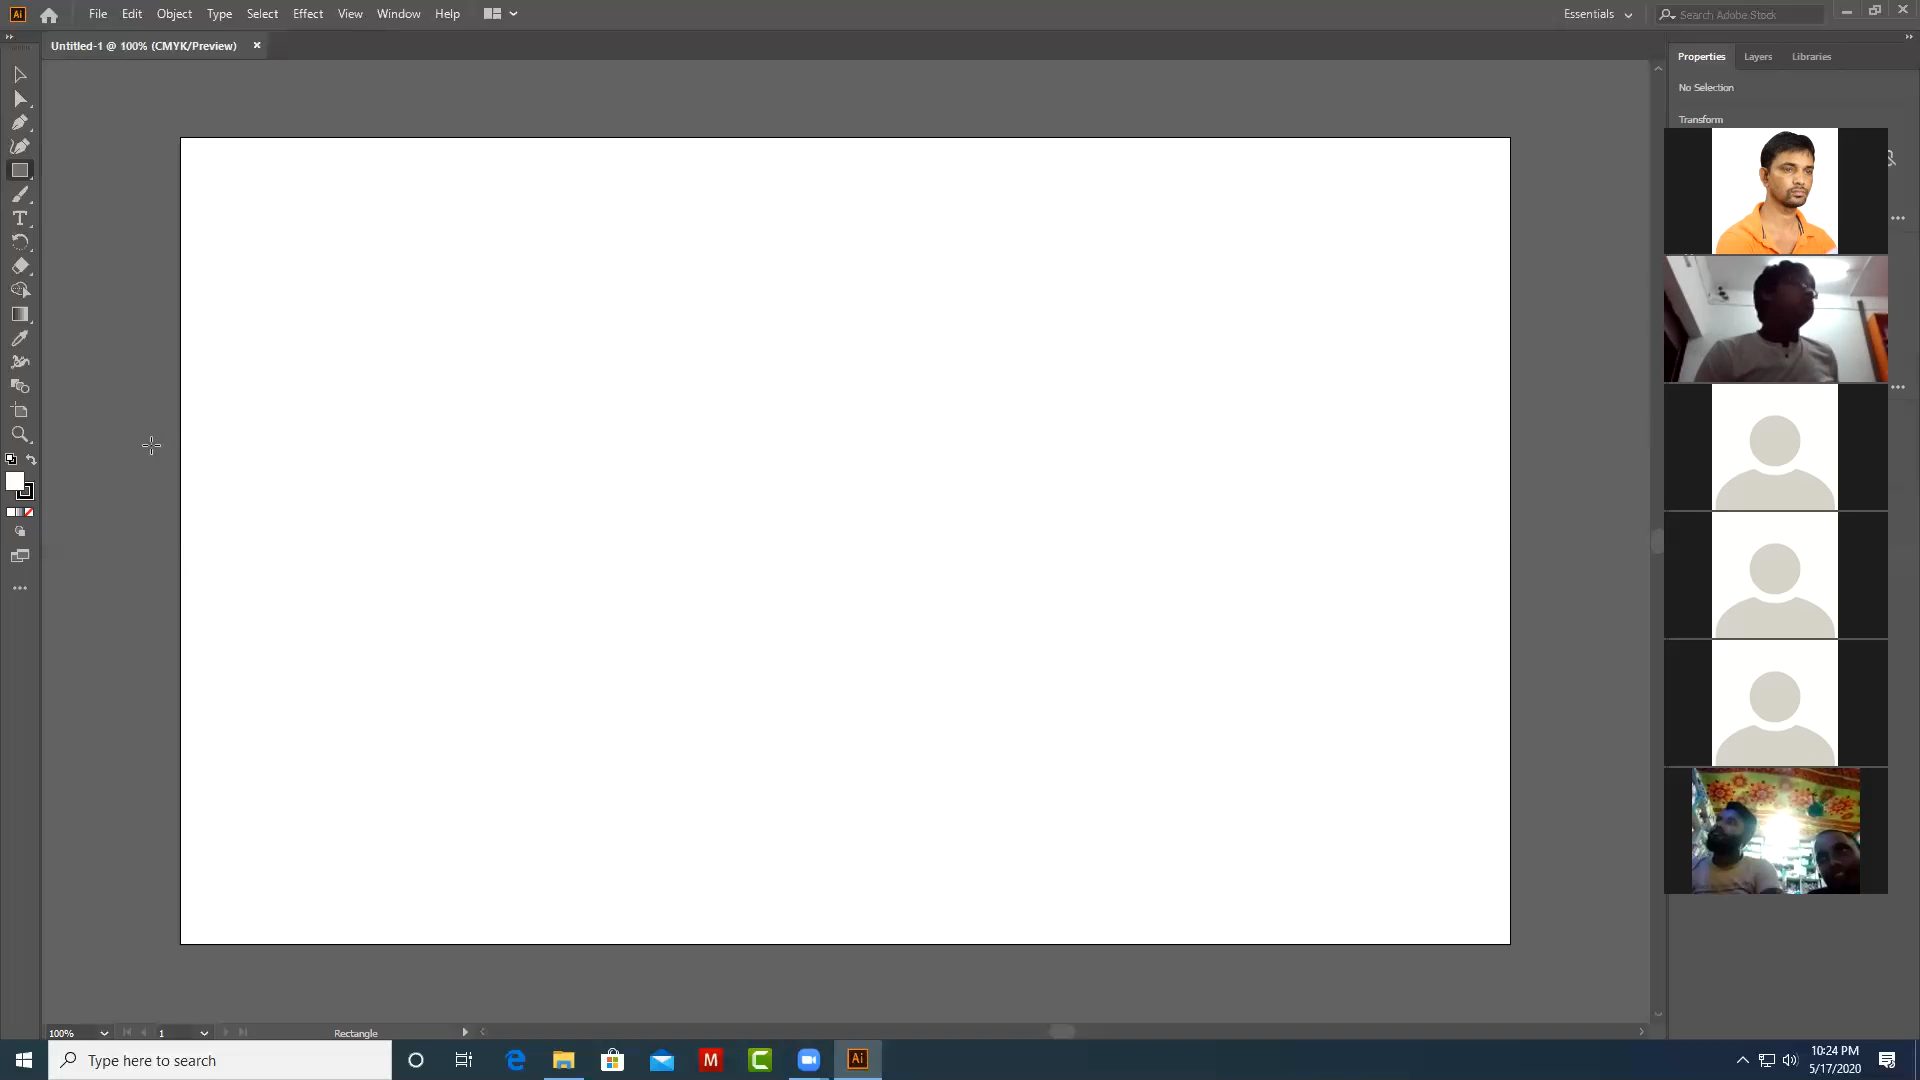 Ai File Edit Object Type Select Effect View Window Help Essentials Search Adobe Stock
Untitled-1 @ 100% (CMYK/Preview)
Properties Layers Libraries
No Selection
Transform
100% 1 Rectangle
Type here to search
M
Ai
10:24 PM
5/17/2020